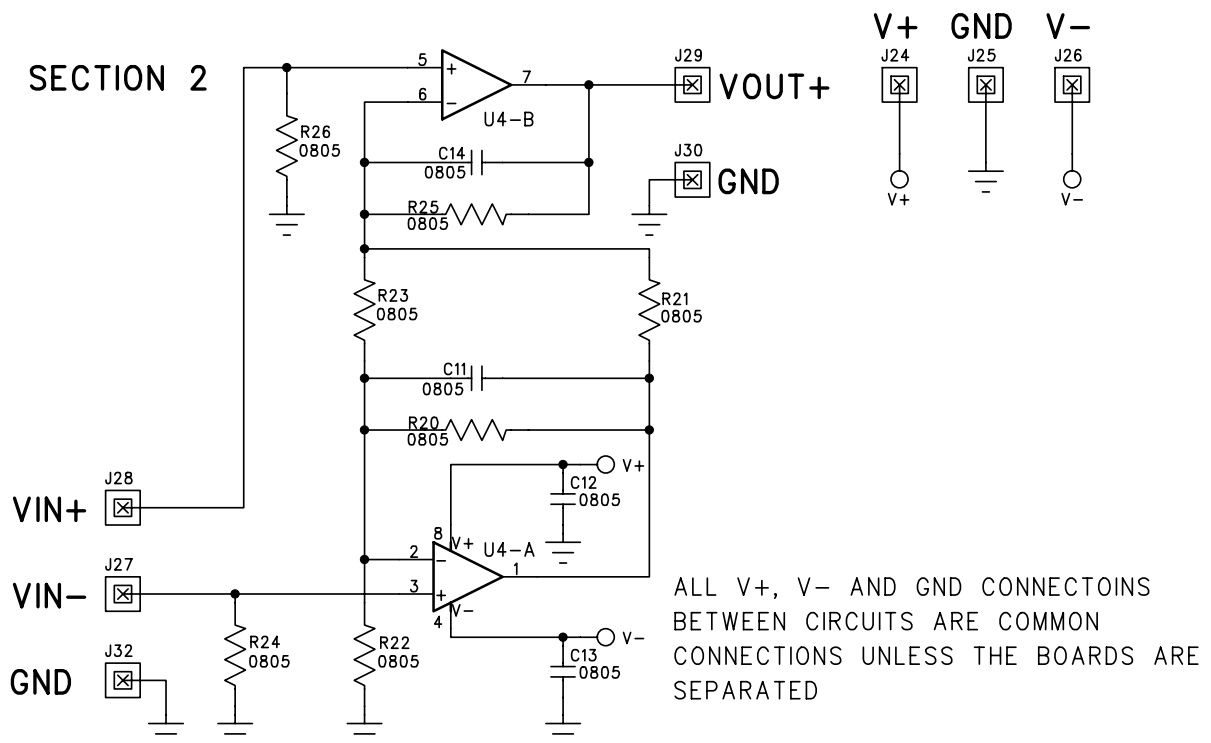 V+ GND V-
J24 J25 J26
SECTION 2
5 + 7 J29 VOUT+
6 -
U4-B
R26
0805
C14
0805
J30 GND
R25
0805
V+ V-
R23
0805
R21
0805
C11
0805
R20
0805
V+
C12
0805
J28
VIN+
8 V+
U4-A
2 - 1
J27
VIN-
3 +
4 V-
V-
R24
0805
R22
0805
C13
0805
J32
GND
ALL V+, V- AND GND CONNECTOINS
BETWEEN CIRCUITS ARE COMMON
CONNECTIONS UNLESS THE BOARDS ARE
SEPARATED